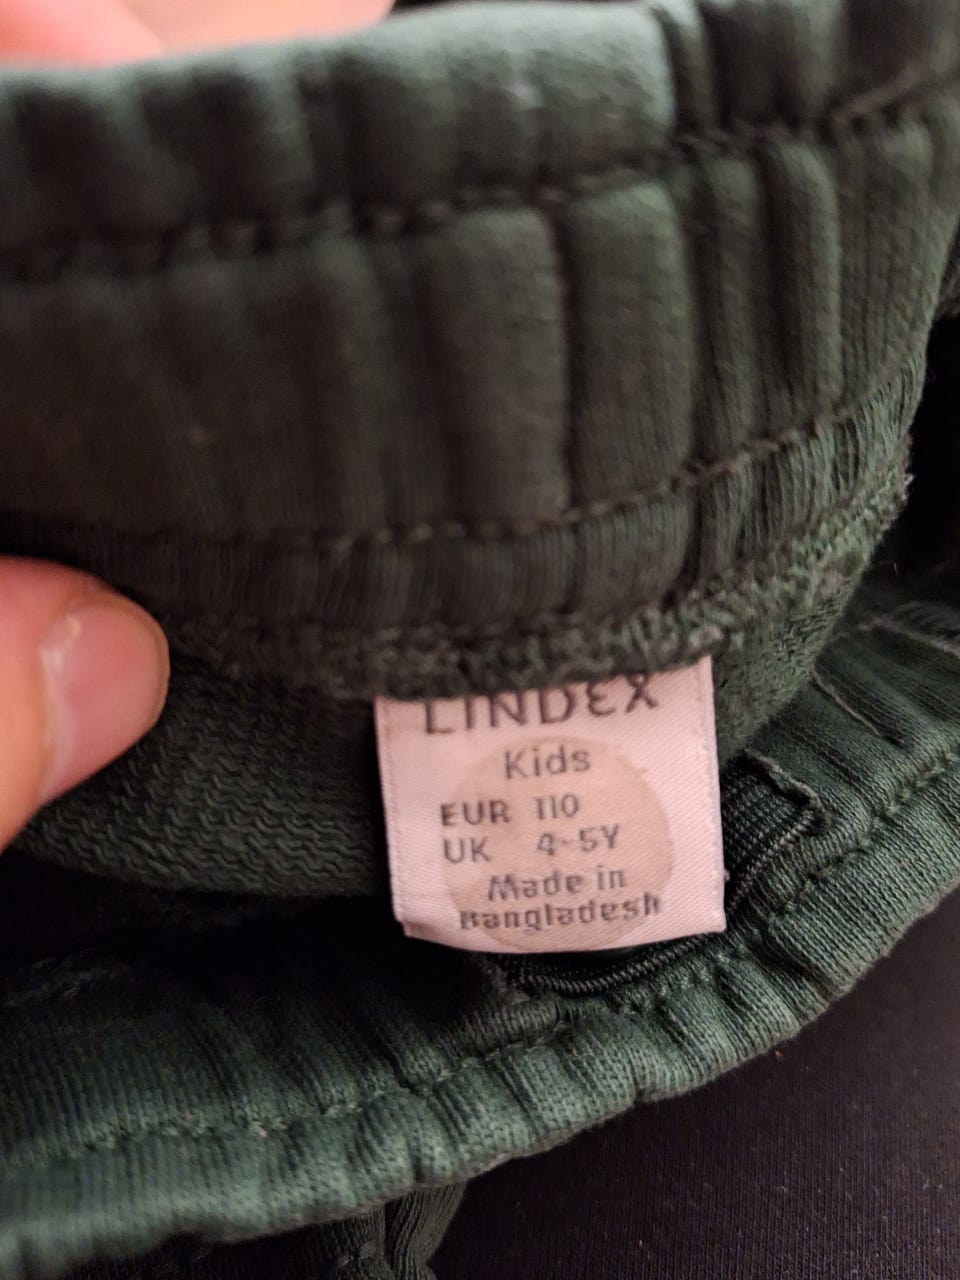 LINDEX
Kids
EUR 110
UK 4-5Y
Made in
Bangladesh